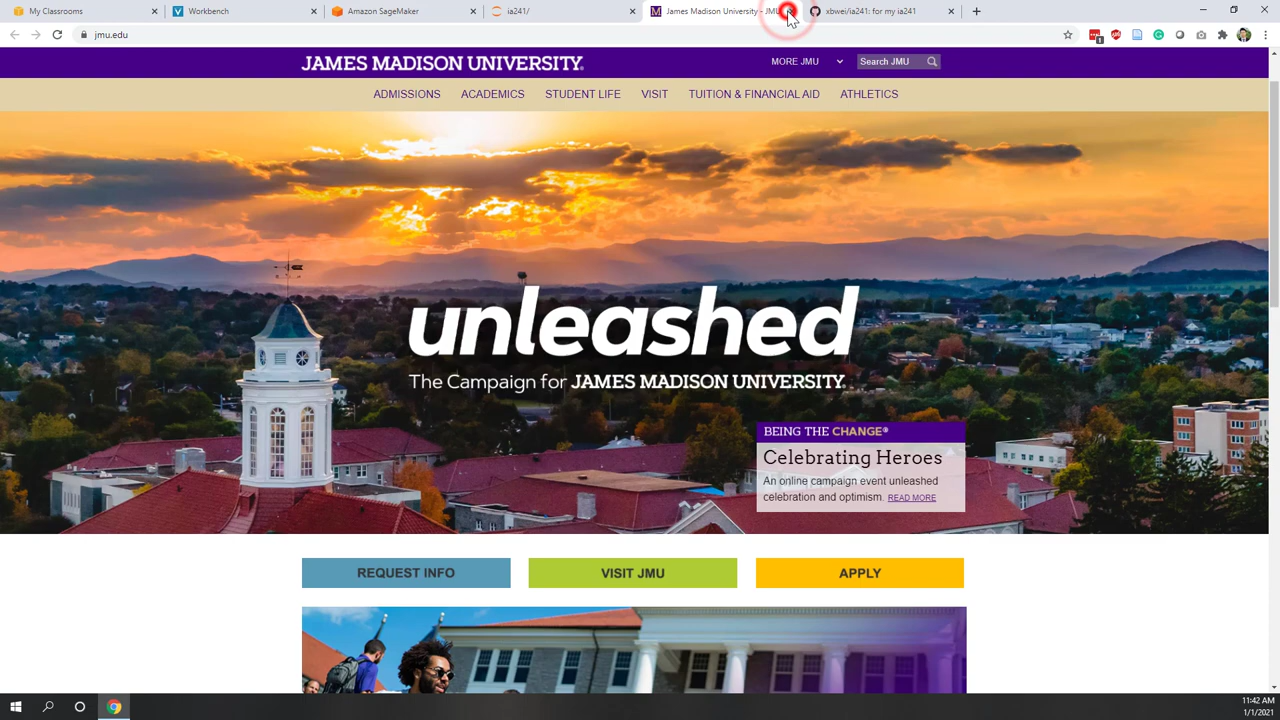 My Classrooms
Workbench
Amazon SageMaker
ia241/
James Madison University - JMU
xbwei/ia241: for my ia241
jmu.edu
1
JAMES MADISON UNIVERSITY.
MORE JMU
Search JMU
ADMISSIONS
ACADEMICS
STUDENT LIFE
VISIT
TUITION & FINANCIAL AID
ATHLETICS
unleashed
The Campaign for JAMES MADISON UNIVERSITY.
BEING THE CHANGE®
Celebrating Heroes
An online campaign event unleashed
celebration and optimism. READ MORE
REQUEST INFO
VISIT JMU
APPLY
11:42 AM
1/1/2021